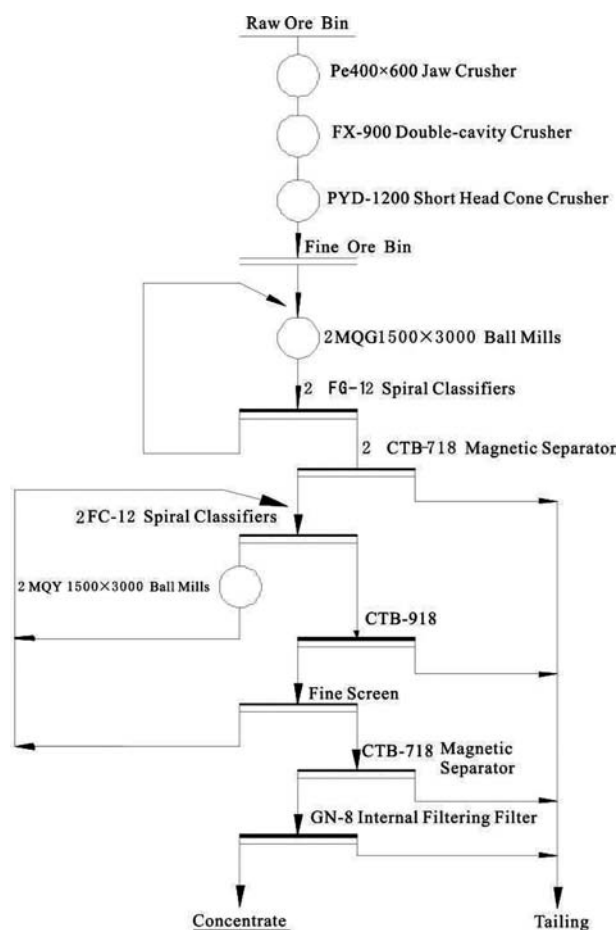 Raw Ore Bin
Pe400×600 Jaw Crusher
FX-900 Double-cavity Crusher
PYD-1200 Short Head Cone Crusher
Fine Ore Bin
2MQG1500×3000 Ball Mills
2 FG-12 Spiral Classifiers
2 CTB-718 Magnetic Separator
2FC-12 Spiral Classifiers
2 MQY 1500×3000 Ball Mills
CTB-918
Fine Screen
CTB-718 Magnetic
Separator
GN-8 Internal Filtering Filter
Concentrate
Tailing